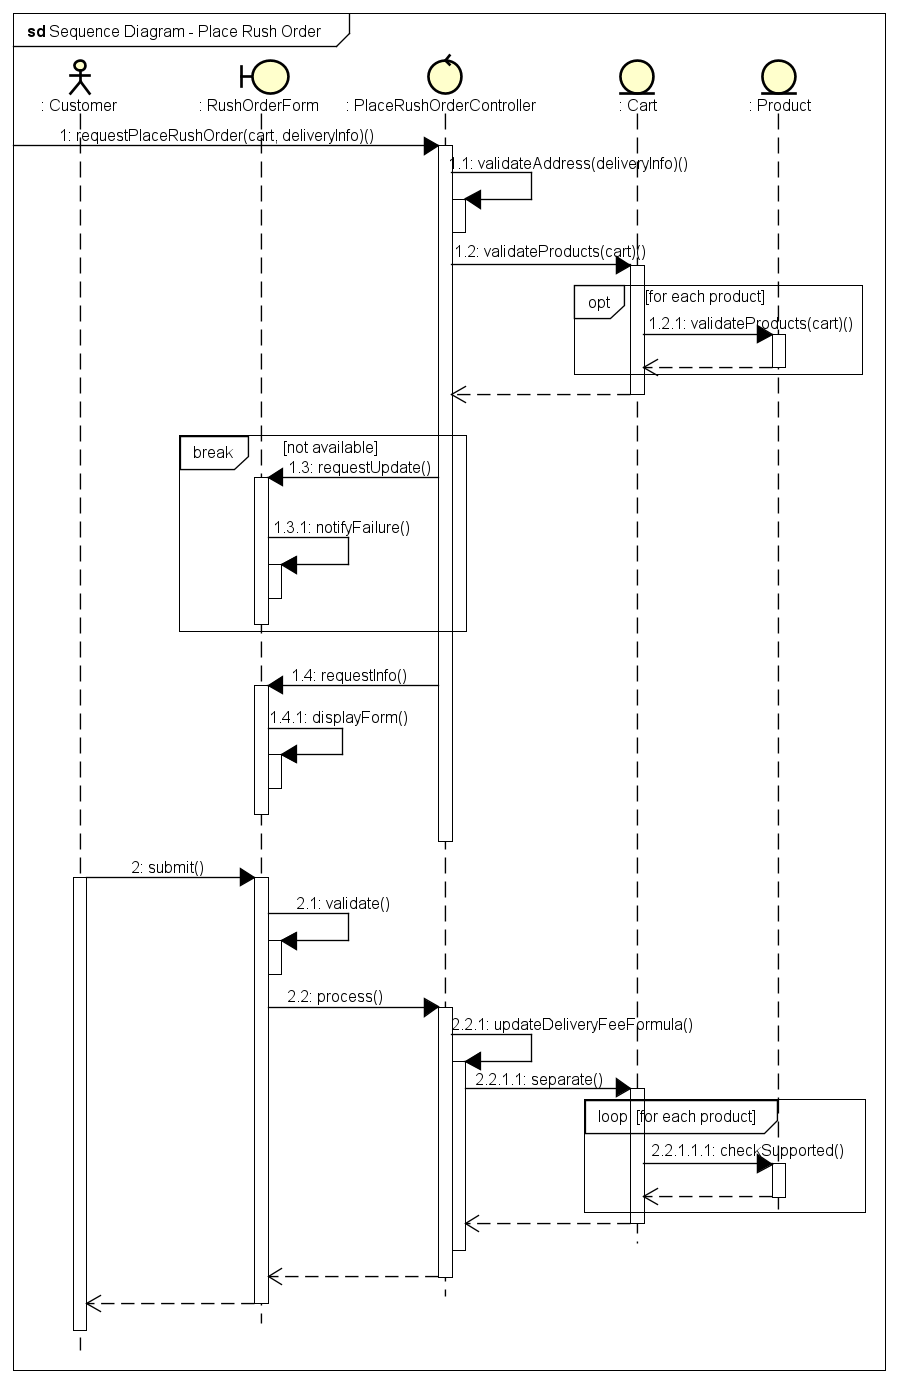 sd Sequence Diagram - Place Rush Order
: Customer
: RushOrderForm
: PlaceRushOrderController
: Cart
: Product
1: requestPlaceRushOrder(cart, deliveryInfo)()
1.1: validateAddress(deliveryInfo)()
1.2: validateProducts(cart)()
opt
[for each product]
1.2.1: validateProducts(cart)()
break
[not available]
1.3: requestUpdate()
1.3.1: notifyFailure()
1.4: requestInfo()
1.4.1: displayForm()
2: submit()
2.1: validate()
2.2: process()
2.2.1: updateDeliveryFeeFormula()
2.2.1.1: separate()
loop [for each product]
2.2.1.1.1: checkSupported()